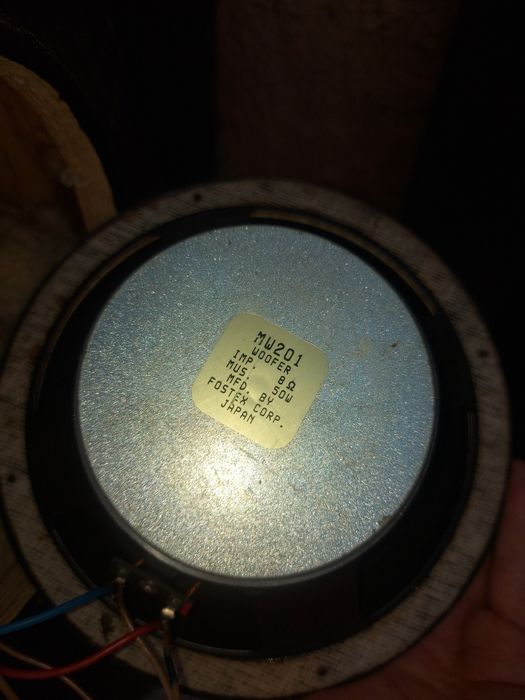 MW201
WOOFER
IMP. 8Ω
MUS. 50W
MFD. BY
FOSTEX CORP.
JAPAN